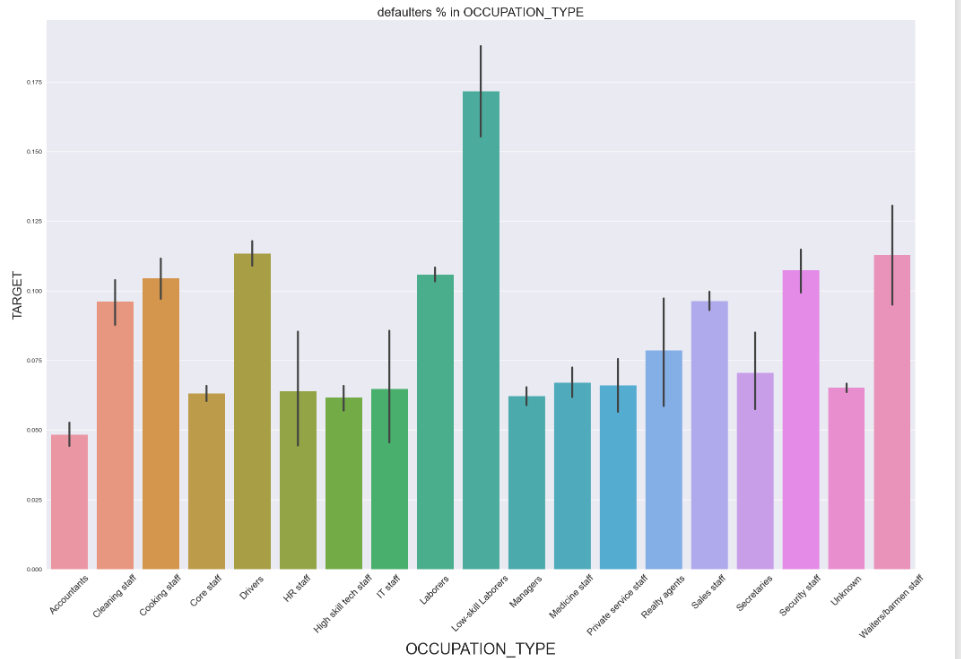 defaulters % in OCCUPATION_TYPE
0.175
0.150
0.125
0.100
0.075
0.050
0.025
0.000
TARGET
Accountants
Cleaning staff
Cooking staff
Core staff
Drivers
HR staff
High skill tech staff
IT staff
Laborers
Low-skill Laborers
Managers
Medicine staff
Private service staff
Realty agents
Sales staff
Secretaries
Security staff
Unknown
Waiters/barmen staff
OCCUPATION_TYPE